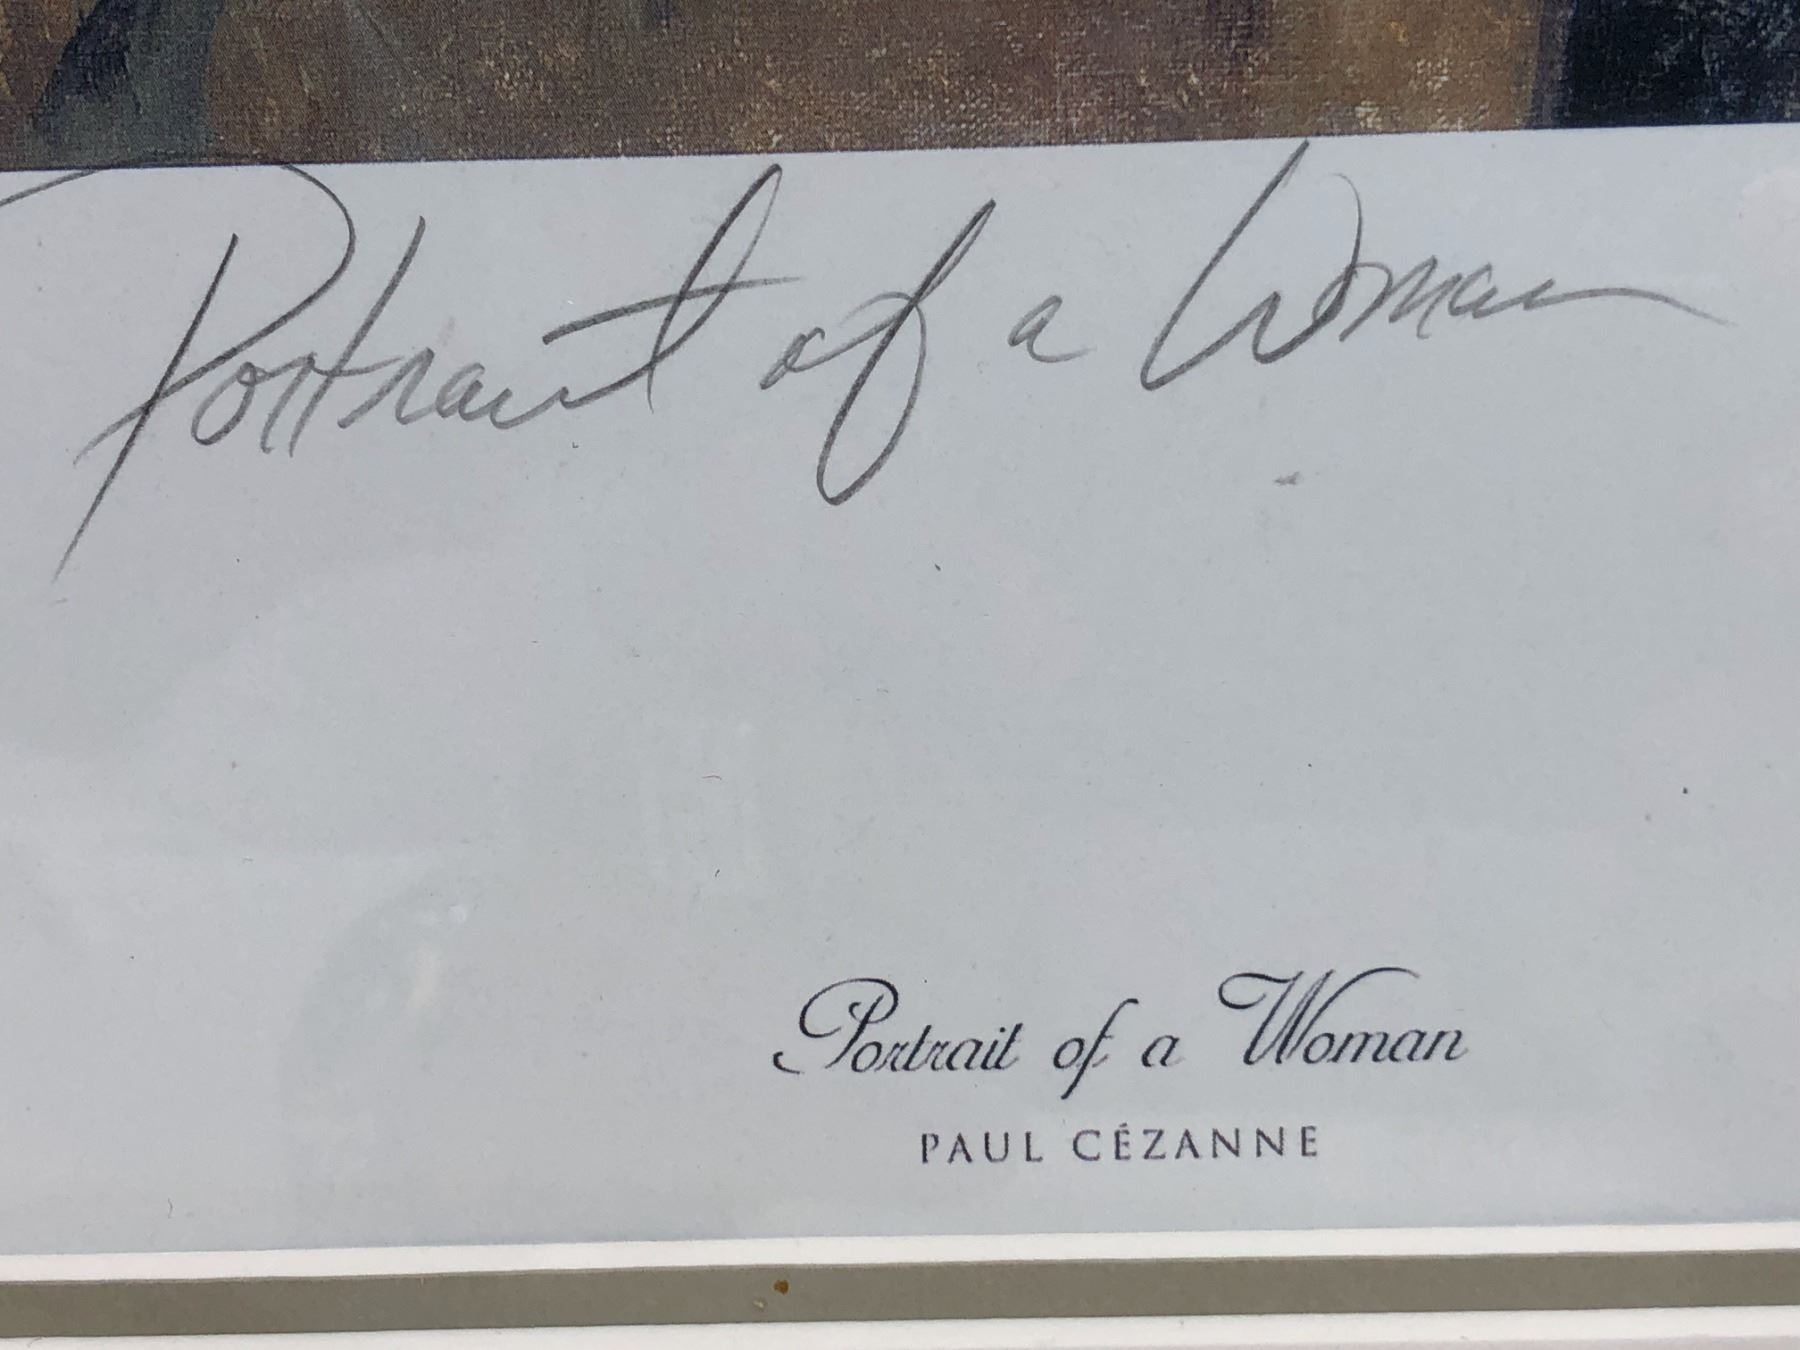 Portrait of a Woman
Portrait of a Woman
PAUL CÉZANNE